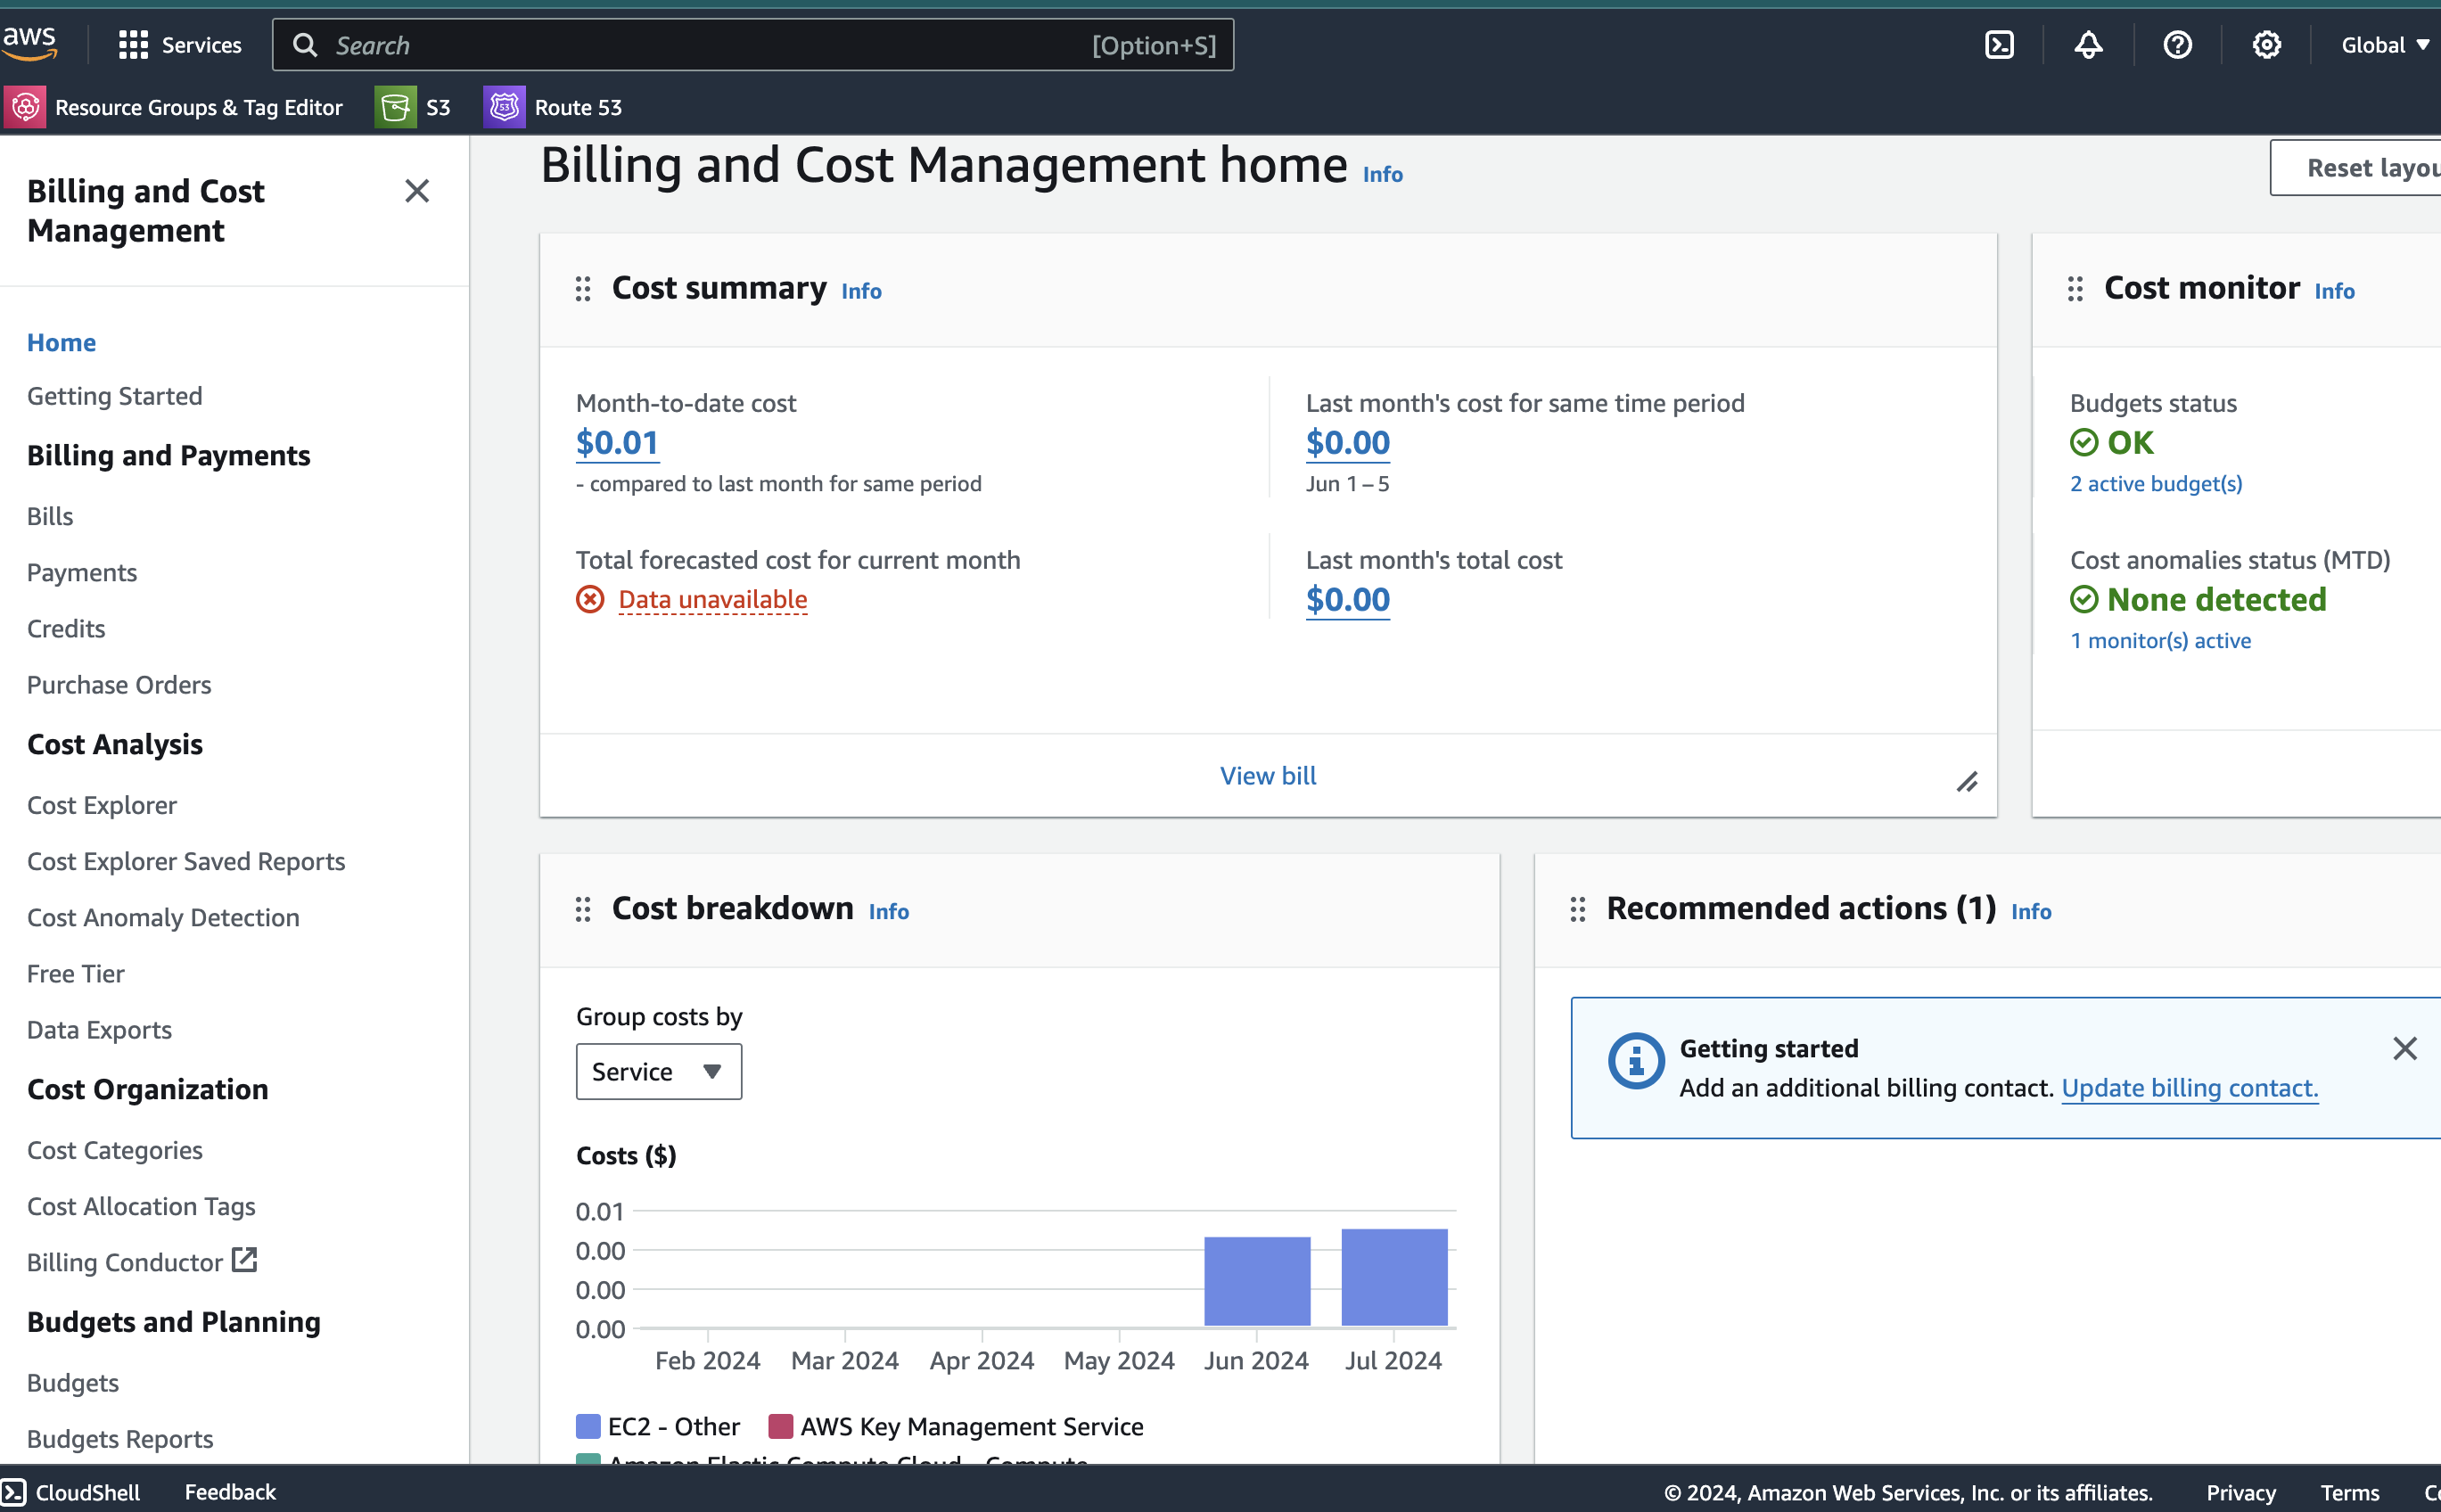 aws
Services
Search
[Option+S]
Global
Resource Groups & Tag Editor
S3
53
Route 53
Billing and Cost
Management
Home
Getting Started
Billing and Payments
Bills
Payments
Credits
Purchase Orders
Cost Analysis
Cost Explorer
Cost Explorer Saved Reports
Cost Anomaly Detection
Free Tier
Data Exports
Cost Organization
Cost Categories
Cost Allocation Tags
Billing Conductor
Budgets and Planning
Budgets
Budgets Reports
Billing and Cost Management home Info
Reset layou
Cost summary Info
Month-to-date cost
$0.01
- compared to last month for same period
Last month's cost for same time period
$0.00
Jun 1 – 5
Total forecasted cost for current month
Data unavailable
Last month's total cost
$0.00
View bill
Cost monitor Info
Budgets status
OK
2 active budget(s)
Cost anomalies status (MTD)
None detected
1 monitor(s) active
Cost breakdown Info
Group costs by
Service
Costs ($)
0.01
0.00
0.00
0.00
Feb 2024 Mar 2024 Apr 2024 May 2024 Jun 2024 Jul 2024
EC2 - Other AWS Key Management Service
Amazon Elastic Compute Cloud - Compute
Recommended actions (1) Info
Getting started
Add an additional billing contact. Update billing contact.
CloudShell
Feedback
© 2024, Amazon Web Services, Inc. or its affiliates.
Privacy
Terms